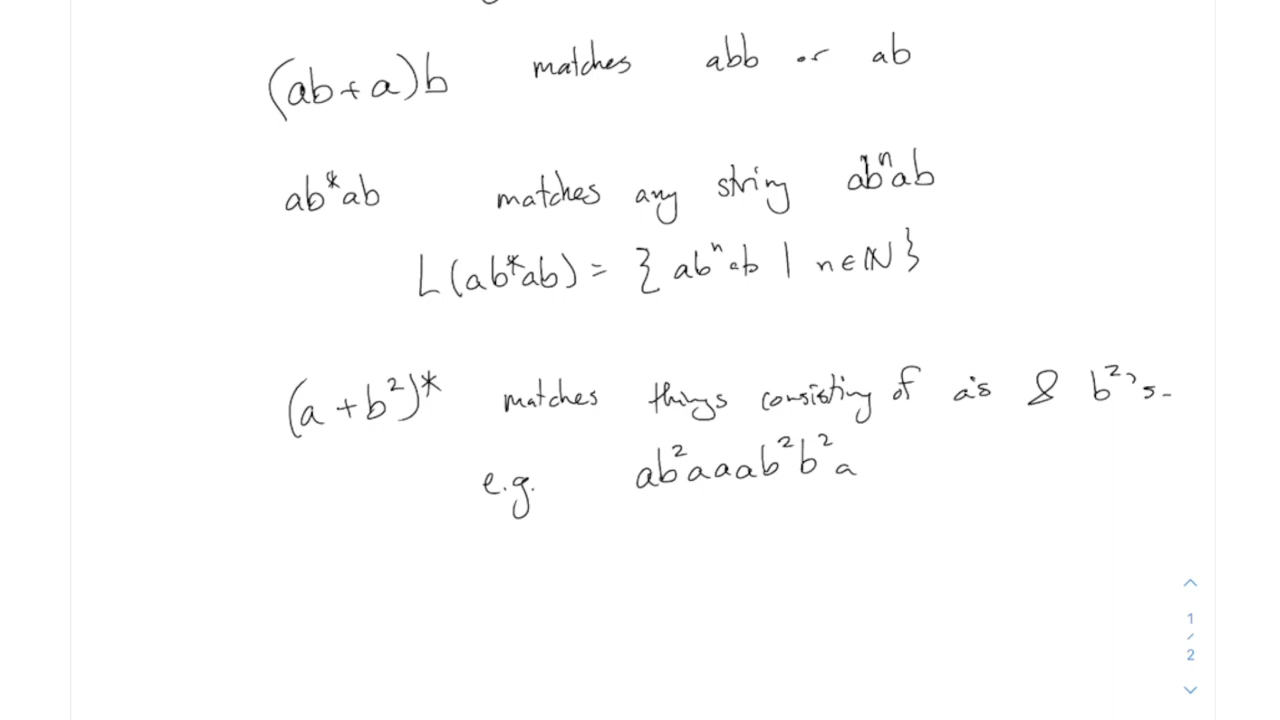 (ab+a)b matches abb or ab
ab*ab matches any string abⁿab
L(ab*ab) = { abⁿab | n ∈ ℕ }
(a+b²)* matches things consisting of a's & b²'s.
e.g. ab²aaab²b²a
1
/
2